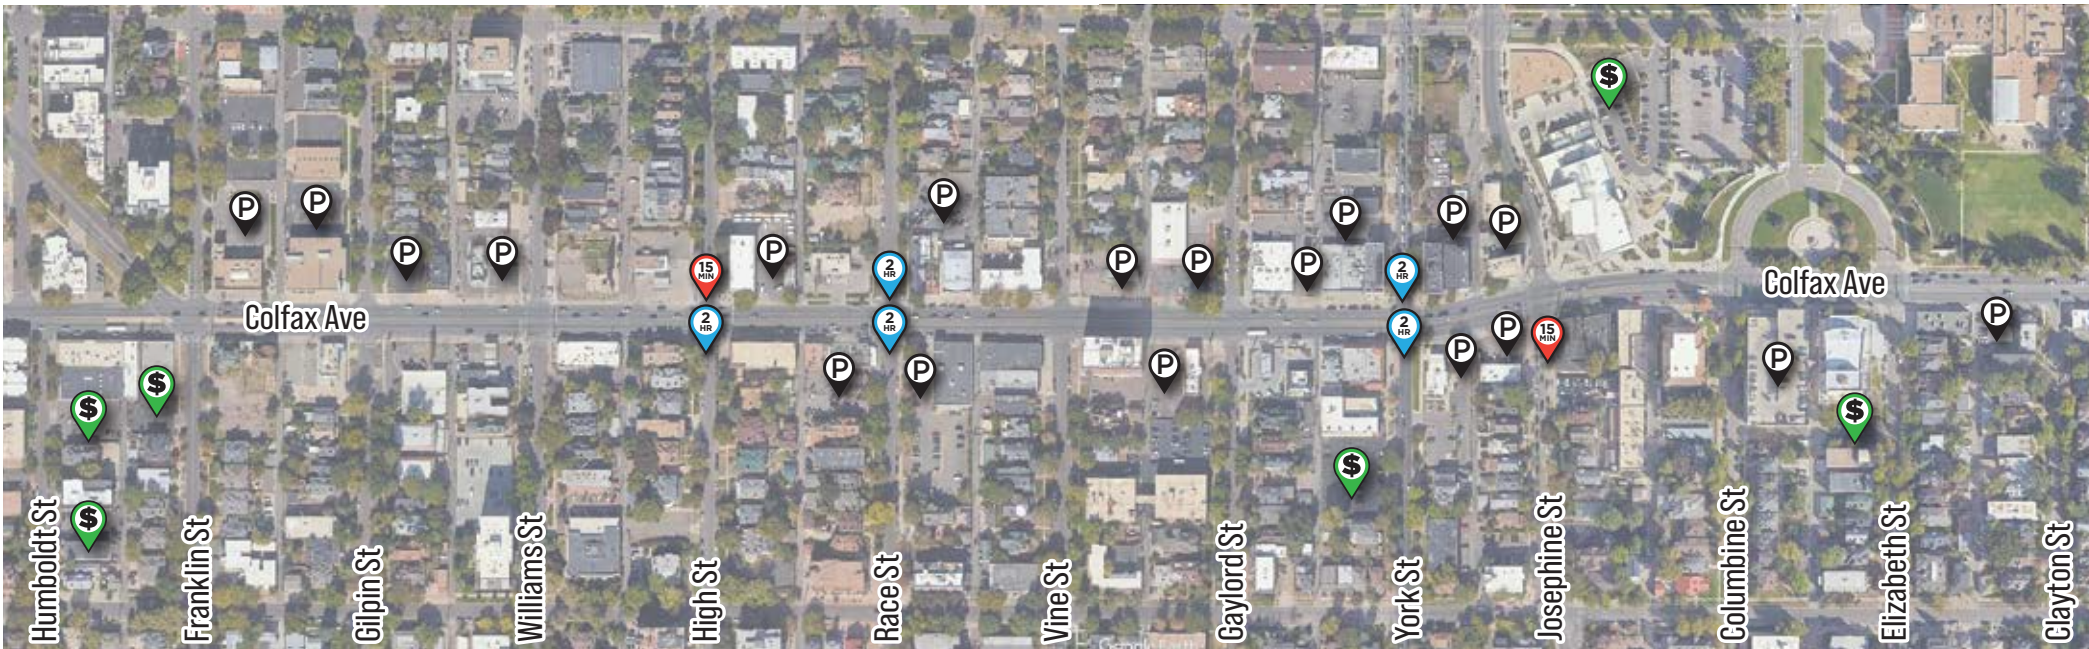 $
P
P
P
P
P
P
P
P
P
P
P
P
15 MIN
2 HR
2 HR
Colfax Ave
Colfax Ave
2 HR
2 HR
2 HR
15 MIN
P
P
P
P
P
P
P
$
$
$
$
$
Humboldt St
Franklin St
Gilpin St
Williams St
High St
Race St
Vine St
Gaylord St
York St
Josephine St
Columbine St
Elizabeth St
Clayton St
Google Earth